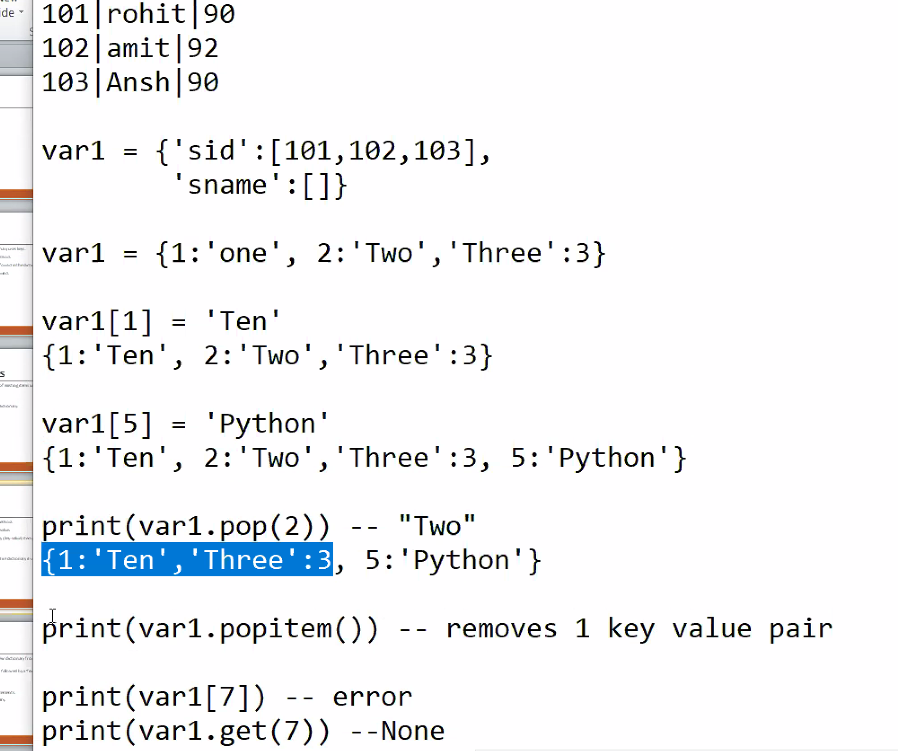 ide
101|rohit|90
102|amit|92
103|Ansh|90
var1 = {'sid':[101,102,103],
'sname':[]}
var1 = {1:'one', 2:'Two','Three':3}
var1[1] = 'Ten'
{1:'Ten', 2:'Two','Three':3}
var1[5] = 'Python'
{1:'Ten', 2:'Two','Three':3, 5:'Python'}
print(var1.pop(2)) -- "Two"
{1:'Ten','Three':3, 5:'Python'}
print(var1.popitem()) -- removes 1 key value pair
print(var1[7]) -- error
print(var1.get(7)) --None